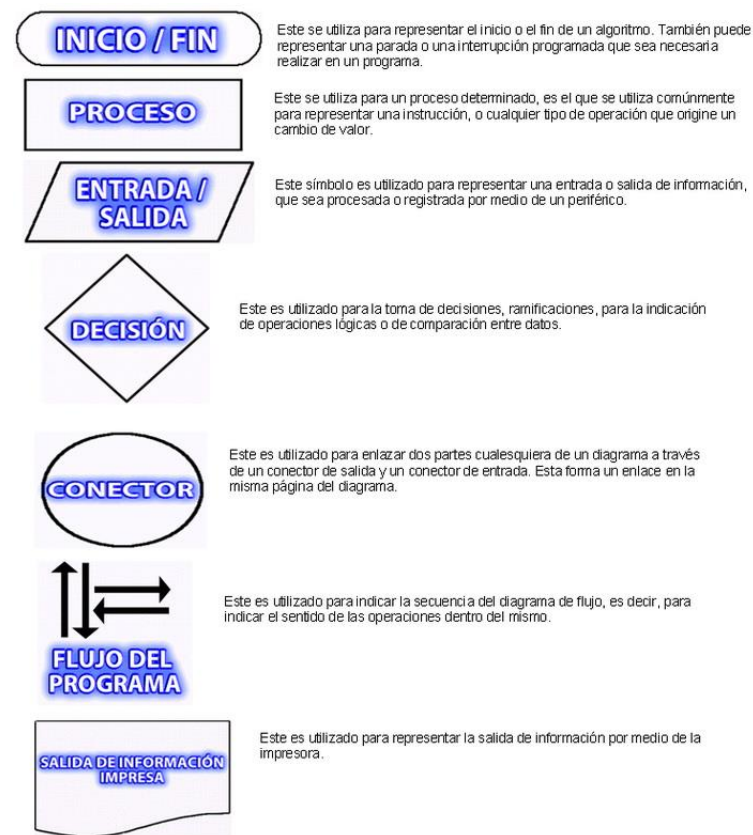 INICIO / FIN
Este se utiliza para representar el inicio o el fin de un algoritmo. También puede
representar una parada o una interrupción programada que sea necesaria
realizar en un programa.
PROCESO
Este se utiliza para un proceso determinado, es el que se utiliza comúnmente
para representar una instrucción, o cualquier tipo de operación que origine un
cambio de valor.
ENTRADA /
SALIDA
Este símbolo es utilizado para representar una entrada o salida de información,
que sea procesada o registrada por medio de un periférico.
DECISIÓN
Este es utilizado para la toma de decisiones, ramificaciones, para la indicación
de operaciones lógicas o de comparación entre datos.
CONECTOR
Este es utilizado para enlazar dos partes cualesquiera de un diagrama a través
de un conector de salida y un conector de entrada. Esta forma un enlace en la
misma página del diagrama.
FLUJO DEL
PROGRAMA
Este es utilizado para indicar la secuencia del diagrama de flujo, es decir, para
indicar el sentido de las operaciones dentro del mismo.
SALIDA DE INFORMACIÓN
IMPRESA
Este es utilizado para representar la salida de información por medio de la
impresora.